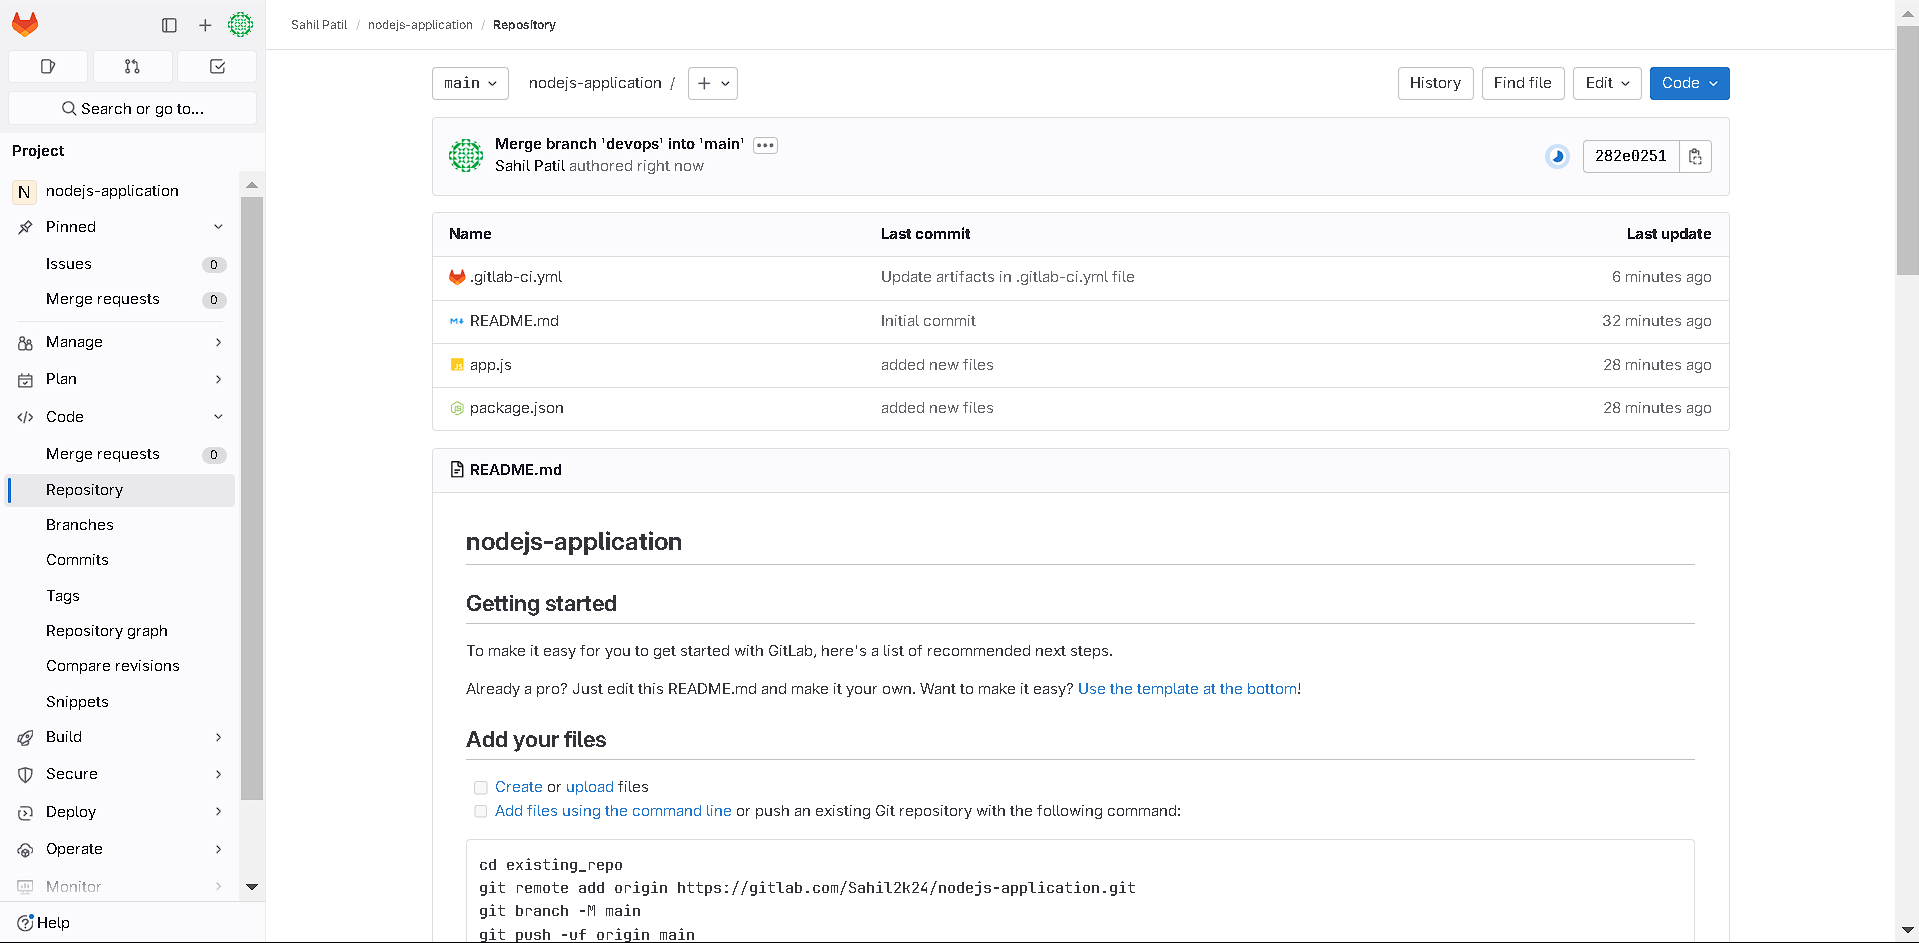 Sahil Patil / nodejs-application / Repository
Search or go to...
Project
N nodejs-application
Pinned
Issues 0
Merge requests 0
Manage
Plan
Code
Merge requests 0
Repository
Branches
Commits
Tags
Repository graph
Compare revisions
Snippets
Build
Secure
Deploy
Operate
Monitor
Help
main nodejs-application / +
History Find file Edit Code
Merge branch 'devops' into 'main'
Sahil Patil authored right now
282e0251
Name Last commit Last update
.gitlab-ci.yml Update artifacts in .gitlab-ci.yml file 6 minutes ago
README.md Initial commit 32 minutes ago
app.js added new files 28 minutes ago
package.json added new files 28 minutes ago
README.md
nodejs-application
Getting started
To make it easy for you to get started with GitLab, here's a list of recommended next steps.
Already a pro? Just edit this README.md and make it your own. Want to make it easy? Use the template at the bottom!
Add your files
Create or upload files
Add files using the command line or push an existing Git repository with the following command:
cd existing_repo
git remote add origin https://gitlab.com/Sahil2k24/nodejs-application.git
git branch -M main
git push -uf origin main